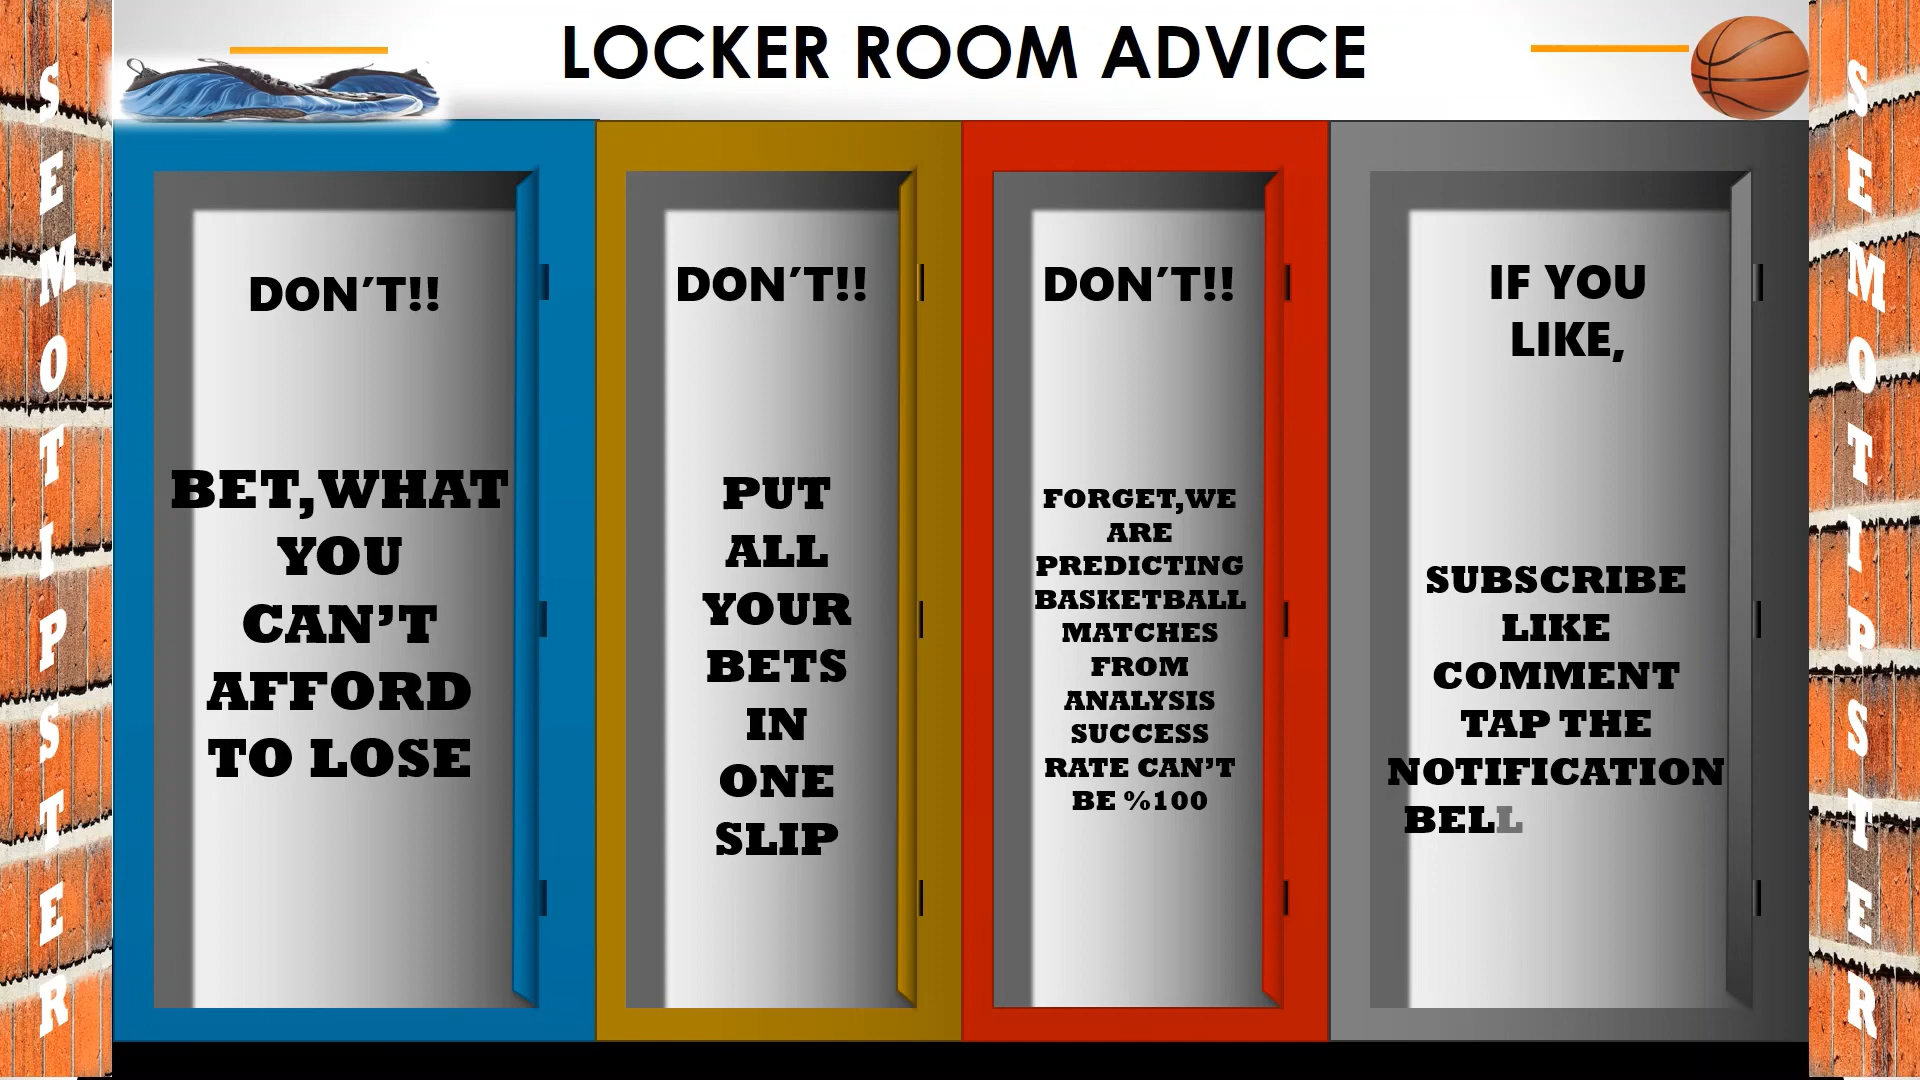 LOCKER ROOM ADVICE
SEMOTIPSTER
DON´T!!
BET,WHAT
YOU
CAN’T
AFFORD
TO LOSE
DON´T!!
PUT
ALL
YOUR
BETS
IN
ONE
SLIP
DON´T!!
FORGET,WE
ARE
PREDICTING
BASKETBALL
MATCHES
FROM
ANALYSIS
SUCCESS
RATE CAN’T
BE %100
IF YOU
LIKE,
SUBSCRIBE
LIKE
COMMENT
TAP THE
NOTIFICATION
BELL
SEMOTIPSTER